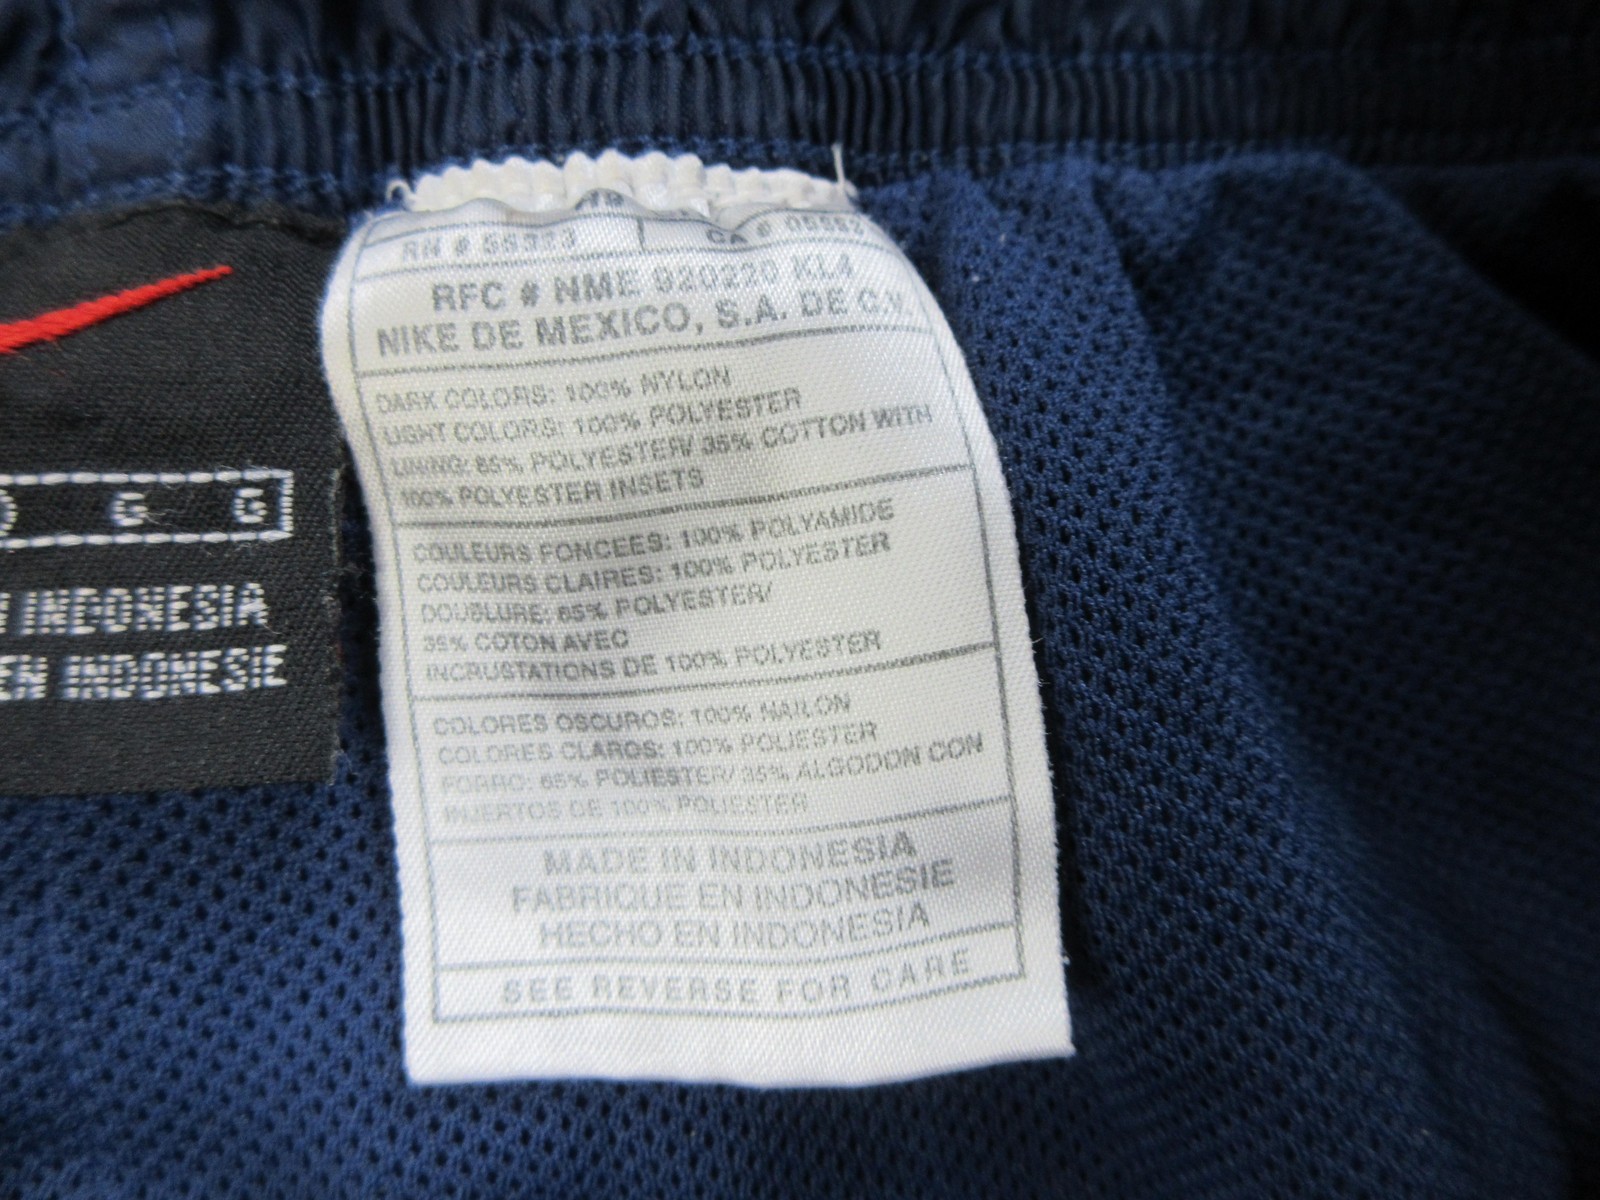 RN # 56323
CA # 05553
RFC # NME 920220 KL4
NIKE DE MEXICO, S.A. DE C.V.
DARK COLORS: 100% NYLON
LIGHT COLORS: 100% POLYESTER
LINING: 65% POLYESTER/ 35% COTTON WITH
100% POLYESTER INSETS
COULEURS FONCEES: 100% POLYAMIDE
COULEURS CLAIRES: 100% POLYESTER
DOUBLURE: 65% POLYESTER/
35% COTON AVEC
INCRUSTATIONS DE 100% POLYESTER
COLORES OSCUROS: 100% NAILON
COLORES CLAROS: 100% POLIESTER
FORRO: 65% POLIESTER/ 35% ALGODON CON
INJERTOS DE 100% POLIESTER
MADE IN INDONESIA
FABRIQUE EN INDONESIE
HECHO EN INDONESIA
SEE REVERSE FOR CARE
G G
INDONESIA
EN INDONESIE